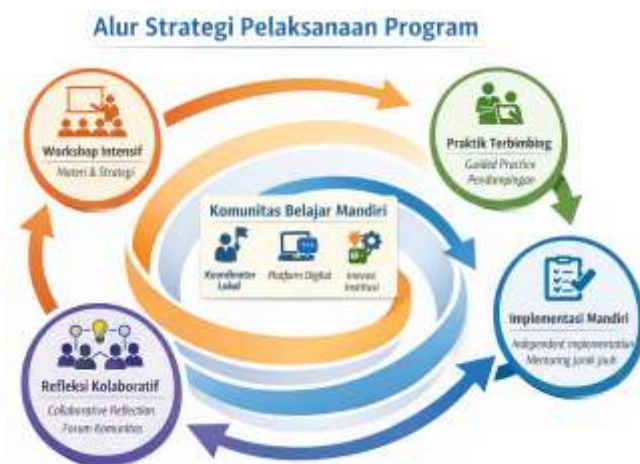 Alur Strategi Pelaksanaan Program
Workshop Intensif
Materi & Strategi
Praktik Terbimbing
Guided Practice
Pendampingan
Komunitas Belajar Mandiri
Koordinator
Lokal
Platform Digital
Inovasi
Institusi
Implementasi Mandiri
Independent Implementation
Mentoring Jarak Jauh
Refleksi Kolaboratif
Collaborative Reflection
Forum Komunitas